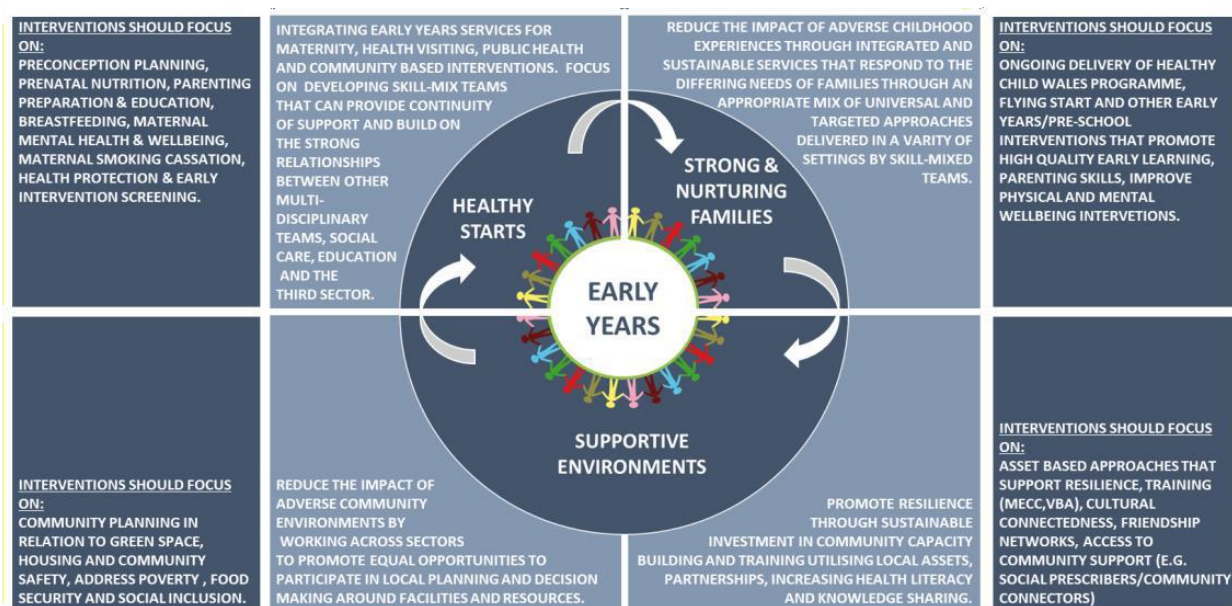 INTERVENTIONS SHOULD FOCUS
ON:
PRECONCEPTION PLANNING,
PRENATAL NUTRITION, PARENTING
PREPARATION & EDUCATION,
BREASTFEEDING, MATERNAL
MENTAL HEALTH & WELLBEING,
MATERNAL SMOKING CASSATION,
HEALTH PROTECTION & EARLY
INTERVENTION SCREENING.
INTEGRATING EARLY YEARS SERVICES FOR
MATERNITY, HEALTH VISITING, PUBLIC HEALTH
AND COMMUNITY BASED INTERVENTIONS. FOCUS
ON DEVELOPING SKILL-MIX TEAMS
THAT CAN PROVIDE CONTINUITY
OF SUPPORT AND BUILD ON
THE STRONG
RELATIONSHIPS
BETWEEN OTHER
MULTI-
DISCIPLINARY
TEAMS, SOCIAL
CARE, EDUCATION
AND THE
THIRD SECTOR.
REDUCE THE IMPACT OF ADVERSE CHILDHOOD
EXPERIENCES THROUGH INTEGRATED AND
SUSTAINABLE SERVICES THAT RESPOND TO THE
DIFFERING NEEDS OF FAMILIES THROUGH AN
APPROPRIATE MIX OF UNIVERSAL AND
TARGETED APPROACHES
DELIVERED IN A VARITY OF
SETTINGS BY SKILL-MIXED
TEAMS.
INTERVENTIONS SHOULD FOCUS
ON:
ONGOING DELIVERY OF HEALTHY
CHILD WALES PROGRAMME,
FLYING START AND OTHER EARLY
YEARS/PRE-SCHOOL
INTERVENTIONS THAT PROMOTE
HIGH QUALITY EARLY LEARNING,
PARENTING SKILLS, IMPROVE
PHYSICAL AND MENTAL
WELLBEING INTERVETIONS.
HEALTHY
STARTS
STRONG &
NURTURING
FAMILIES
EARLY
YEARS
SUPPORTIVE
ENVIRONMENTS
INTERVENTIONS SHOULD FOCUS
ON:
COMMUNITY PLANNING IN
RELATION TO GREEN SPACE,
HOUSING AND COMMUNITY
SAFETY, ADDRESS POVERTY , FOOD
SECURITY AND SOCIAL INCLUSION.
REDUCE THE IMPACT OF
ADVERSE COMMUNITY
ENVIRONMENTS BY
WORKING ACROSS SECTORS
TO PROMOTE EQUAL OPPORTUNITIES TO
PARTICIPATE IN LOCAL PLANNING AND DECISION
MAKING AROUND FACILITIES AND RESOURCES.
PROMOTE RESILIENCE
THROUGH SUSTAINABLE
INVESTMENT IN COMMUNITY CAPACITY
BUILDING AND TRAINING UTILISING LOCAL ASSETS,
PARTNERSHIPS, INCREASING HEALTH LITERACY
AND KNOWLEDGE SHARING.
INTERVENTIONS SHOULD FOCUS
ON:
ASSET BASED APPROACHES THAT
SUPPORT RESILIENCE, TRAINING
(MECC,VBA), CULTURAL
CONNECTEDNESS, FRIENDSHIP
NETWORKS, ACCESS TO
COMMUNITY SUPPORT (E.G.
SOCIAL PRESCRIBERS/COMMUNITY
CONNECTORS)